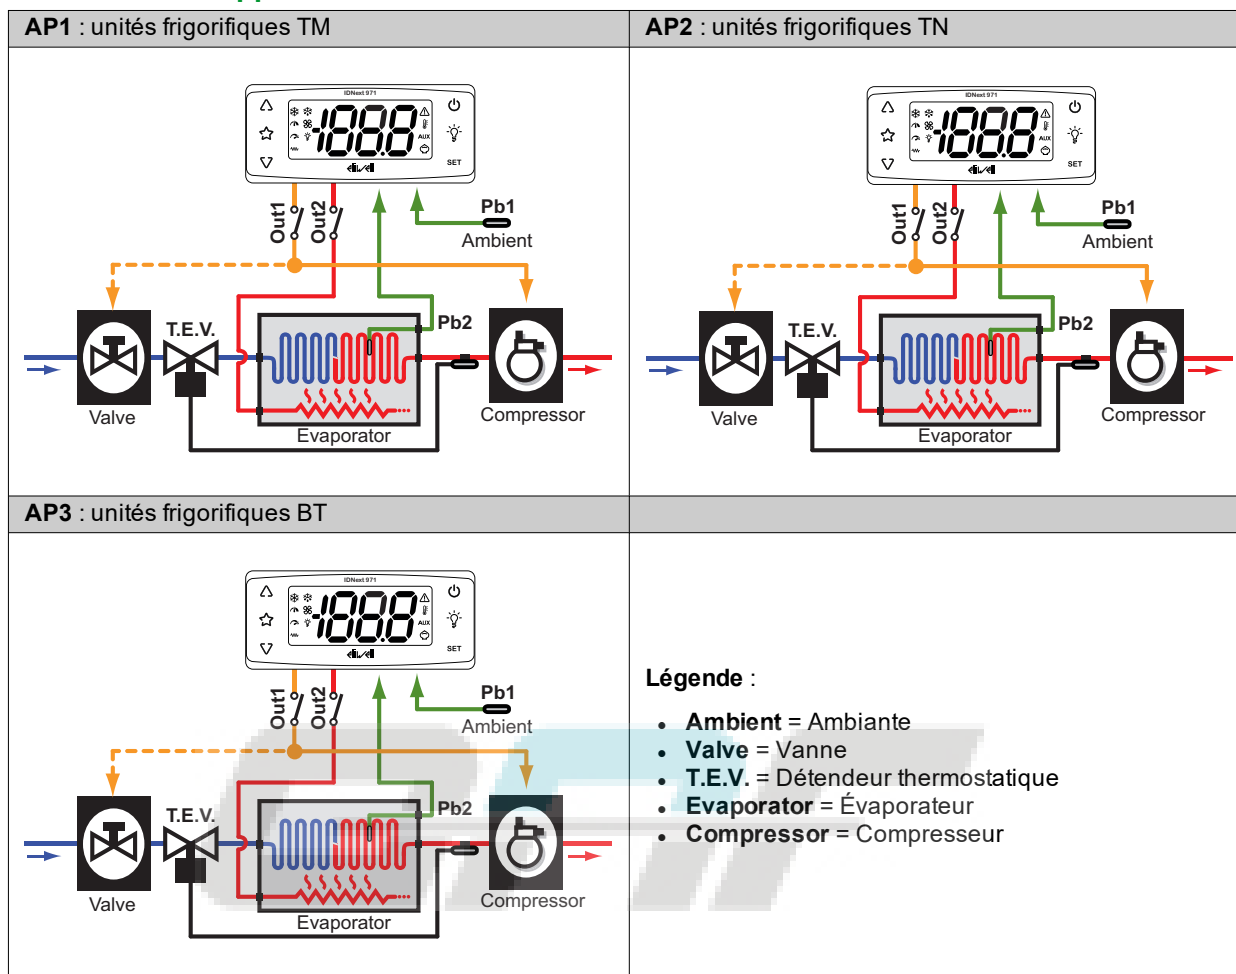 AP1 : unités frigorifiques TM
IDNext 971
188.8
AUX
SET
eliwell
Out1
Out2
Pb1
Ambient
T.E.V.
Pb2
Valve
Evaporator
Compressor
AP2 : unités frigorifiques TN
IDNext 971
188.8
AUX
SET
eliwell
Out1
Out2
Pb1
Ambient
T.E.V.
Pb2
Valve
Evaporator
Compressor
AP3 : unités frigorifiques BT
IDNext 971
188.8
AUX
SET
eliwell
Out1
Out2
Pb1
Ambient
T.E.V.
Pb2
Valve
Evaporator
Compressor
Légende :
• Ambient = Ambiante
• Valve = Vanne
• T.E.V. = Détendeur thermostatique
• Evaporator = Évaporateur
• Compressor = Compresseur